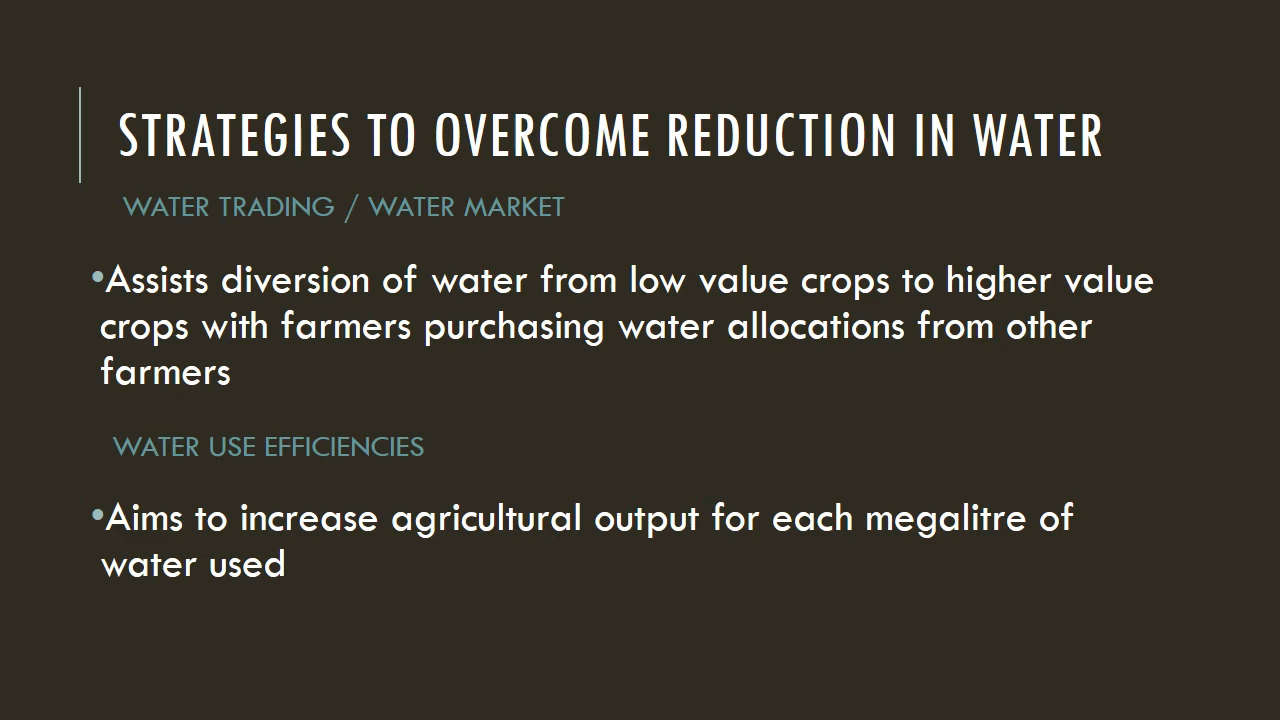 STRATEGIES TO OVERCOME REDUCTION IN WATER
WATER TRADING / WATER MARKET
•Assists diversion of water from low value crops to higher value
crops with farmers purchasing water allocations from other
farmers
WATER USE EFFICIENCIES
•Aims to increase agricultural output for each megalitre of
water used